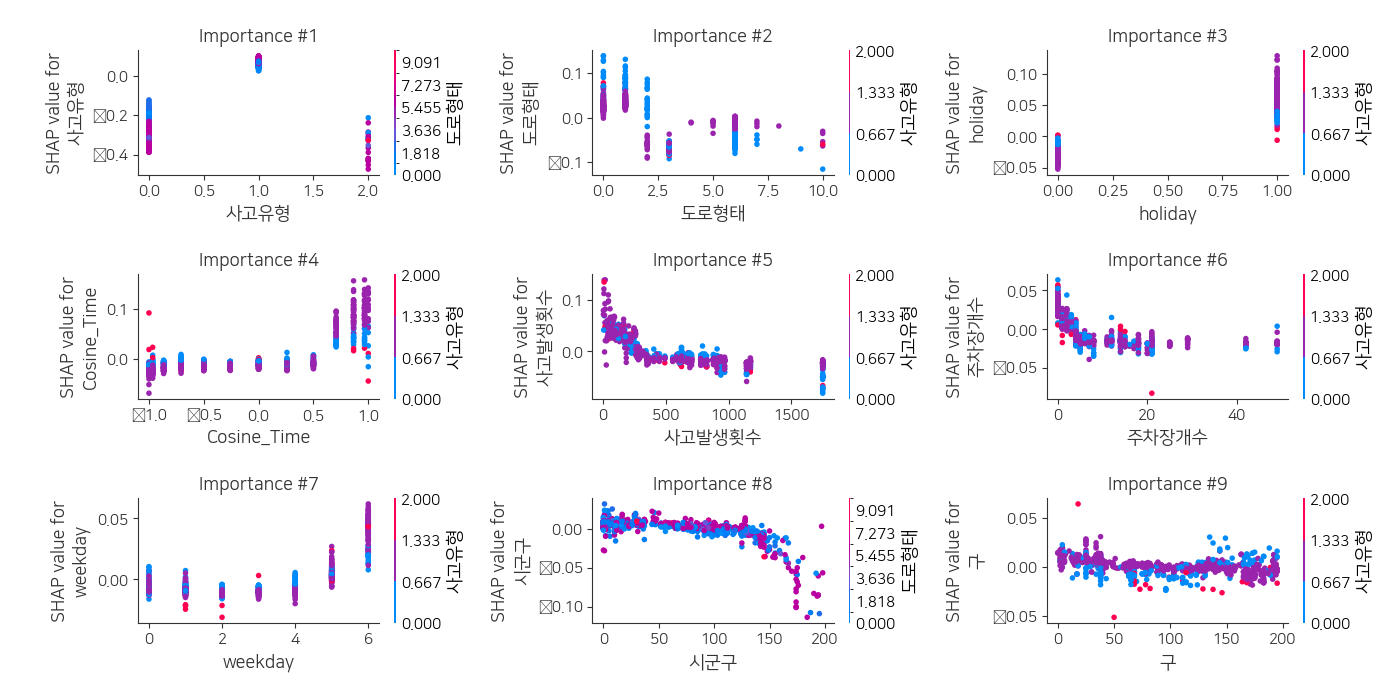 Importance #1
SHAP value for
사고유형
0.0
0.2
0.4
0.0
0.5
1.0
1.5
2.0
사고유형
9.091
7.273
5.455
3.636
1.818
0.000
도로형태
Importance #2
SHAP value for
도로형태
0.1
0.0
0.1
0.0
2.5
5.0
7.5
10.0
도로형태
2.000
1.333
0.667
0.000
사고유형
Importance #3
SHAP value for
holiday
0.10
0.05
0.00
0.05
0.00
0.25
0.50
0.75
1.00
holiday
2.000
1.333
0.667
0.000
사고유형
Importance #4
SHAP value for
Cosine_Time
0.1
0.0
1.0
0.5
0.0
0.5
1.0
Cosine_Time
2.000
1.333
0.667
0.000
사고유형
Importance #5
SHAP value for
사고발생횟수
0.1
0.0
0
500
1000
1500
사고발생횟수
2.000
1.333
0.667
0.000
사고유형
Importance #6
SHAP value for
주차장개수
0.05
0.00
0.05
0
20
40
주차장개수
2.000
1.333
0.667
0.000
사고유형
Importance #7
SHAP value for
weekday
0.05
0.00
0
2
4
6
weekday
2.000
1.333
0.667
0.000
사고유형
Importance #8
SHAP value for
시군구
0.00
0.05
0.10
0
50
100
150
200
시군구
9.091
7.273
5.455
3.636
1.818
0.000
도로형태
Importance #9
SHAP value for
구
0.05
0.00
0.05
0
50
100
150
200
구
2.000
1.333
0.667
0.000
사고유형